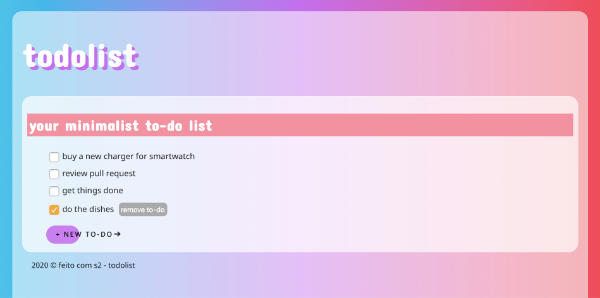 todolist
your minimalist to-do list
buy a new charger for smartwatch
review pull request
get things done
do the dishes remove to-do
+ NEW TO-DO→
2020 © feito com s2 - todolist